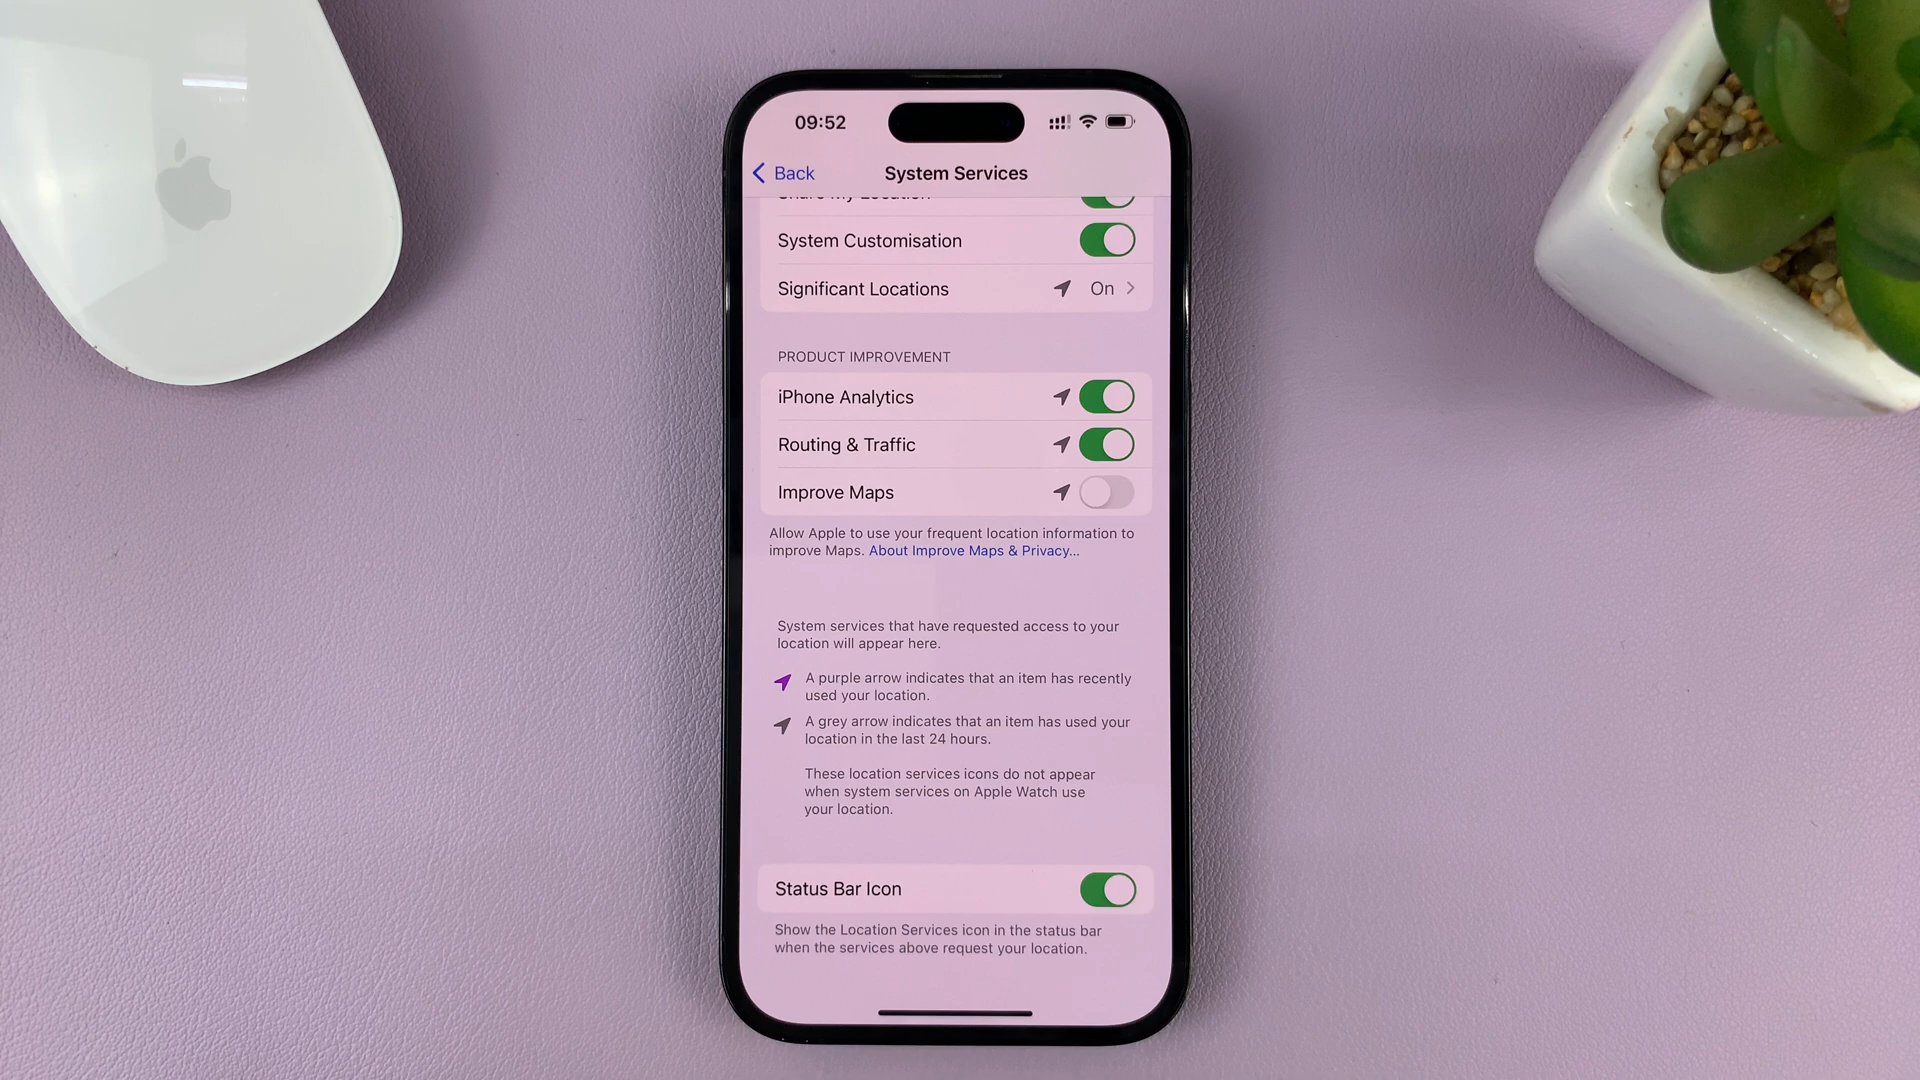 09:52
Back
System Services
Share My Location
System Customisation
Significant Locations On
PRODUCT IMPROVEMENT
iPhone Analytics
Routing & Traffic
Improve Maps
Allow Apple to use your frequent location information to
improve Maps. About Improve Maps & Privacy...
System services that have requested access to your
location will appear here.
A purple arrow indicates that an item has recently
used your location.
A grey arrow indicates that an item has used your
location in the last 24 hours.
These location services icons do not appear
when system services on Apple Watch use
your location.
Status Bar Icon
Show the Location Services icon in the status bar
when the services above request your location.